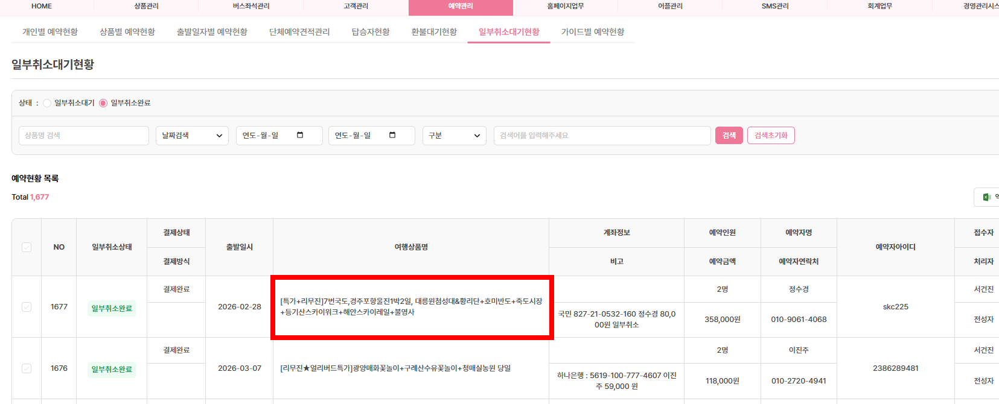 HOME
상품관리
버스좌석관리
고객관리
예약관리
홈페이지업무
어플관리
SMS관리
회계업무
경영관리시스
개인별 예약현황
상품별 예약현황
출발일자별 예약현황
단체예약견적관리
탑승자현황
환불대기현황
일부취소대기현황
가이드별 예약현황
일부취소대기현황
상태 : 일부취소대기 일부취소완료
상품명 검색
날짜검색
연도-월-일
연도-월-일
구분
검색어를 입력해주세요
검색
검색초기화
예약현황 목록
Total 1,677
NO
일부취소상태
결제상태
결제방식
출발일시
여행상품명
계좌정보
비고
예약인원
예약금액
예약자명
예약자연락처
예약자아이디
접수자
처리자
1677
일부취소완료
결제완료
2026-02-28
[특가+리무진]7번국도,경주포항울진1박2일, 대릉원첨성대&황리단+호미반도+죽도시장
+등기산스카이워크+해안스카이레일+불영사
국민 827-21-0532-160 정수경 80,0
00원 일부취소
2명
358,000원
정수경
010-9061-4068
skc225
서건진
전성자
1676
일부취소완료
결제완료
2026-03-07
[리무진★얼리버드특가]광양매화꽃놀이+구례산수유꽃놀이+청매실농원 당일
하나은행 : 5619-100-777-4607 이진
주 59,000 원
2명
118,000원
이진주
010-2720-4941
2386289481
서건진
전성자